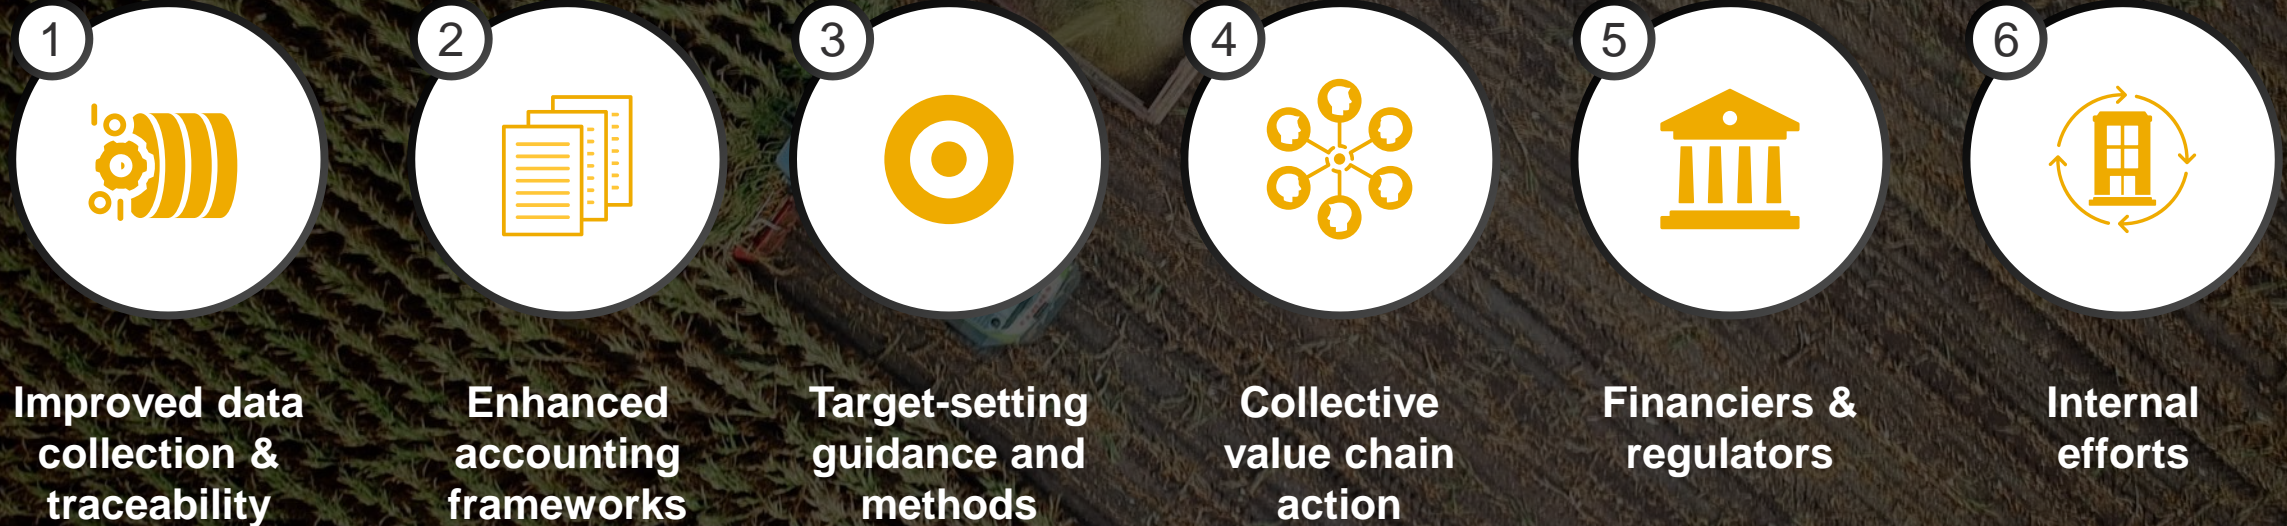 1
Improved data
collection &
traceability
2
Enhanced
accounting
frameworks
3
Target-setting
guidance and
methods
4
Collective
value chain
action
5
Financiers &
regulators
6
Internal
efforts